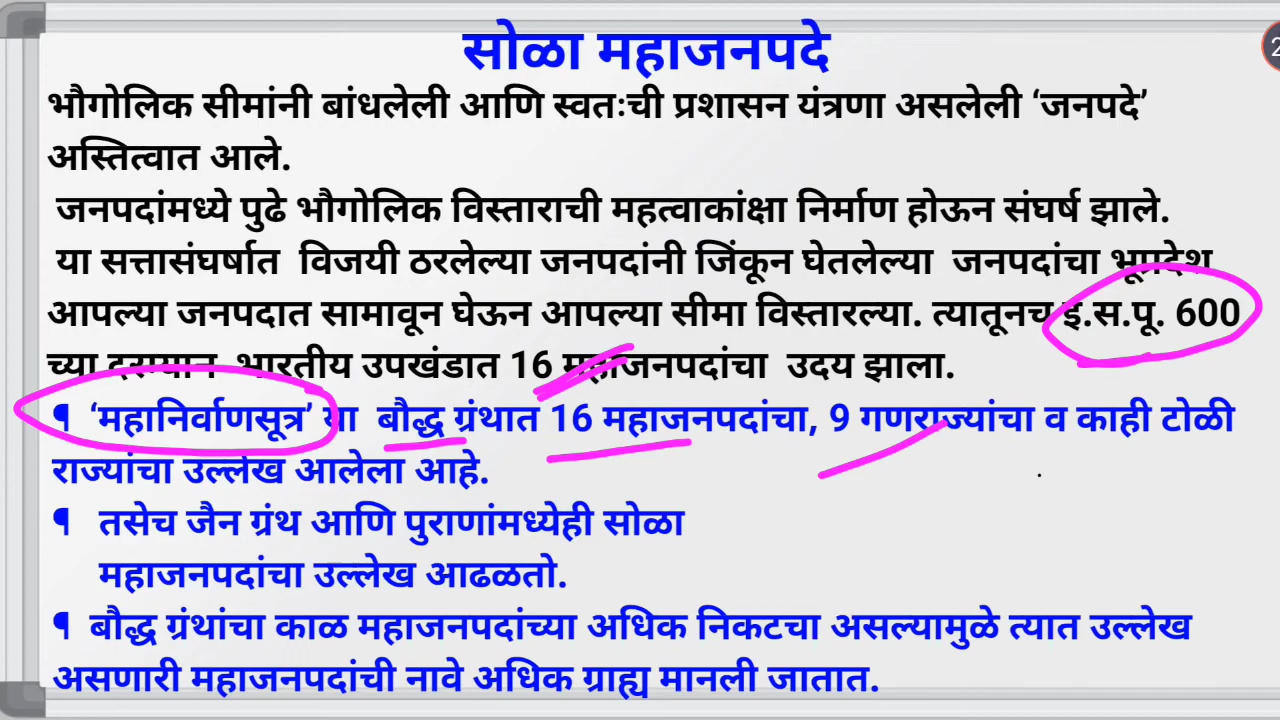 सोळा महाजनपदे
भौगोलिक सीमांनी बांधलेली आणि स्वतःची प्रशासन यंत्रणा असलेली ‘जनपदे’
अस्तित्वात आले.
जनपदांमध्ये पुढे भौगोलिक विस्ताराची महत्वाकांक्षा निर्माण होऊन संघर्ष झाले.
या सत्तासंघर्षात विजयी ठरलेल्या जनपदांनी जिंकून घेतलेल्या जनपदांचा भूप्रदेश
आपल्या जनपदात सामावून घेऊन आपल्या सीमा विस्तारल्या. त्यातूनच इ.स.पू. 600
च्या दरम्यान भारतीय उपखंडात 16 महाजनपदांचा उदय झाला.
¶ ‘महानिर्वाणसूत्र’ या बौद्ध ग्रंथात 16 महाजनपदांचा, 9 गणराज्यांचा व काही टोळी
राज्यांचा उल्लेख आलेला आहे.
¶ तसेच जैन ग्रंथ आणि पुराणांमध्येही सोळा
महाजनपदांचा उल्लेख आढळतो.
¶ बौद्ध ग्रंथांचा काळ महाजनपदांच्या अधिक निकटचा असल्यामुळे त्यात उल्लेख
असणारी महाजनपदांची नावे अधिक ग्राह्य मानली जातात.